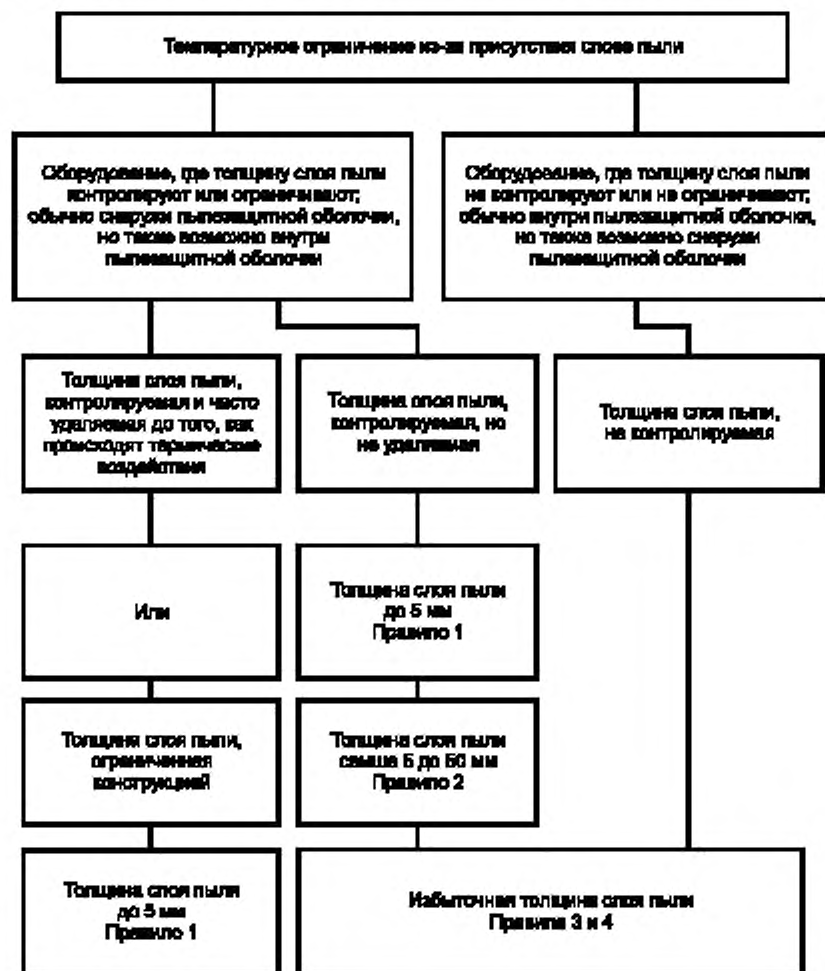 Температурное ограничение из-за присутствия слоев пыли
Оборудование, где толщину слоя пыли
контролируют или ограничивают;
обычно снаружи пылезащитной оболочки,
но также возможно внутри
пылезащитной оболочки
Оборудование, где толщину слоя пыли
не контролируют или не ограничивают;
обычно внутри пылезащитной оболочки,
но также возможно снаружи
пылезащитной оболочки
Толщина слоя пыли,
контролируемая и часто
удаляемая до того, как
происходят термические
воздействия
Толщина слоя пыли,
контролируемая, но
не удаляемая
Толщина слоя пыли,
не контролируемая
Или
Толщина слоя пыли
до 5 мм
Правило 1
Толщина слоя пыли,
ограниченная
конструкцией
Толщина слоя пыли
свыше 5 до 50 мм
Правило 2
Толщина слоя пыли
до 5 мм
Правило 1
Избыточная толщина слоя пыли
Правила 3 и 4